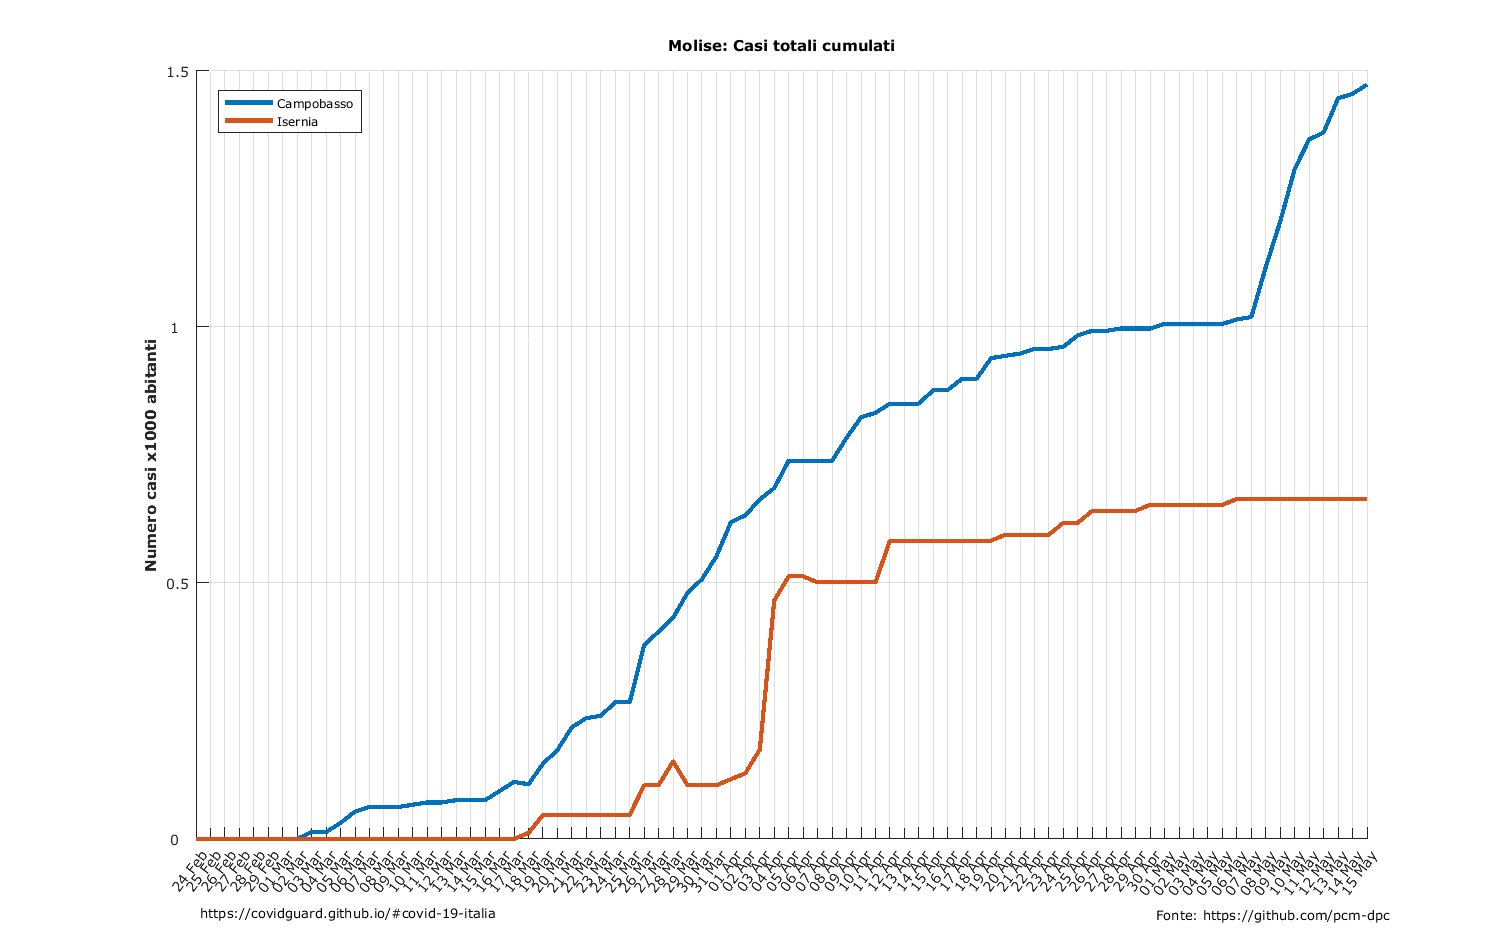 Molise: Casi totali cumulati
1.5
Campobasso
Isernia
1
0.5
0
Numero casi x1000 abitanti
24 Feb
25 Feb
26 Feb
27 Feb
28 Feb
29 Feb
01 Mar
02 Mar
03 Mar
04 Mar
05 Mar
06 Mar
07 Mar
08 Mar
09 Mar
10 Mar
11 Mar
12 Mar
13 Mar
14 Mar
15 Mar
16 Mar
17 Mar
18 Mar
19 Mar
20 Mar
21 Mar
22 Mar
23 Mar
24 Mar
25 Mar
26 Mar
27 Mar
28 Mar
29 Mar
30 Mar
31 Mar
01 Apr
02 Apr
03 Apr
04 Apr
05 Apr
06 Apr
07 Apr
08 Apr
09 Apr
10 Apr
11 Apr
12 Apr
13 Apr
14 Apr
15 Apr
16 Apr
17 Apr
18 Apr
19 Apr
20 Apr
21 Apr
22 Apr
23 Apr
24 Apr
25 Apr
26 Apr
27 Apr
28 Apr
29 Apr
30 Apr
01 May
02 May
03 May
04 May
05 May
06 May
07 May
08 May
09 May
10 May
11 May
12 May
13 May
14 May
15 May
https://covidguard.github.io/#covid-19-italia
Fonte: https://github.com/pcm-dpc